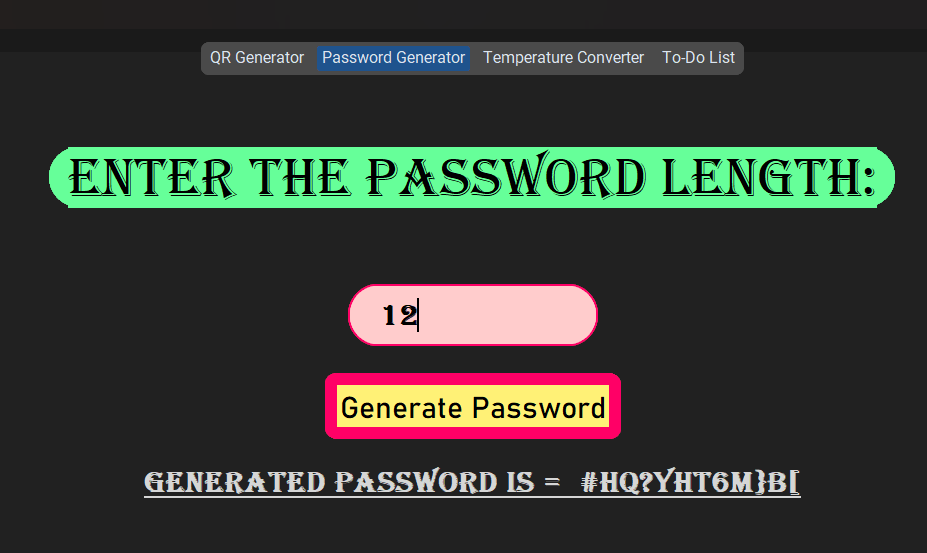 QR Generator Password Generator Temperature Converter To-Do List
ENTER THE PASSWORD LENGTH:
12
Generate Password
GENERATED PASSWORD IS = #HQ?YHT6M}B[